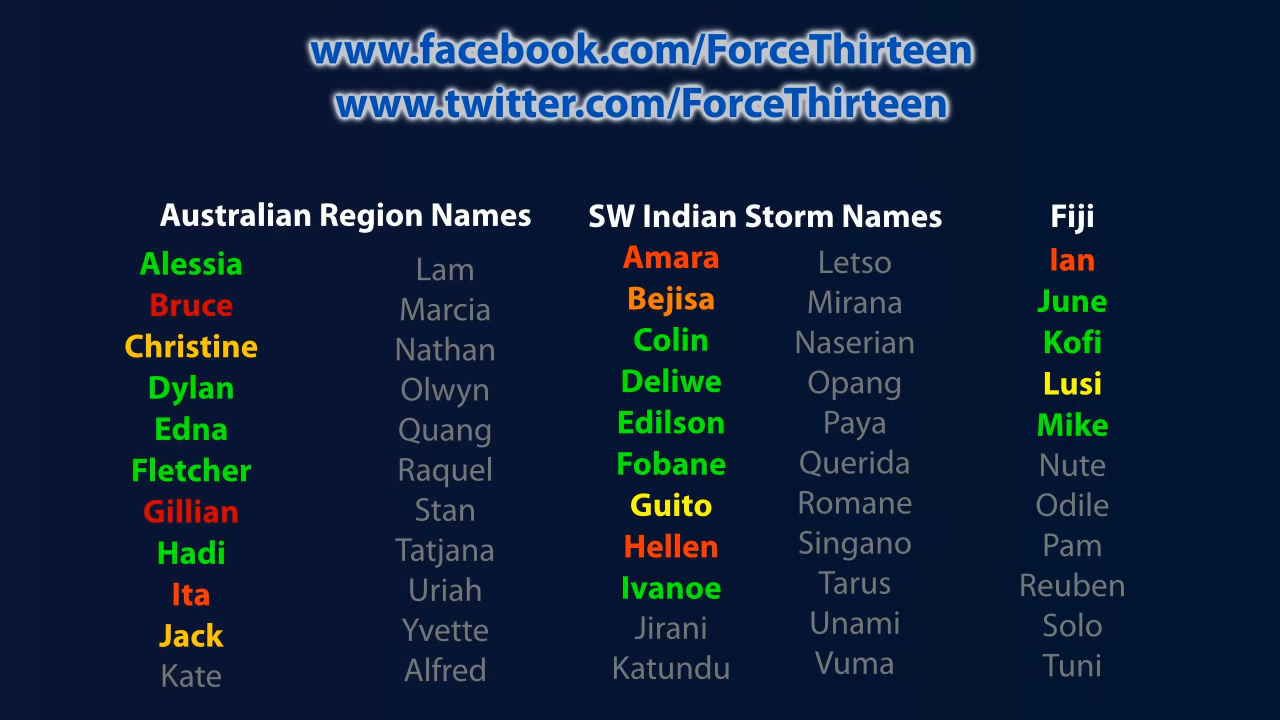 www.facebook.com/ForceThirteen
www.twitter.com/ForceThirteen
Australian Region Names
Alessia
Bruce
Christine
Dylan
Edna
Fletcher
Gillian
Hadi
Ita
Jack
Kate
Lam
Marcia
Nathan
Olwyn
Quang
Raquel
Stan
Tatjana
Uriah
Yvette
Alfred
SW Indian Storm Names
Amara
Bejisa
Colin
Deliwe
Edilson
Fobane
Guito
Hellen
Ivanoe
Jirani
Katundu
Letso
Mirana
Naserian
Opang
Paya
Querida
Romane
Singano
Tarus
Unami
Vuma
Fiji
Ian
June
Kofi
Lusi
Mike
Nute
Odile
Pam
Reuben
Solo
Tuni